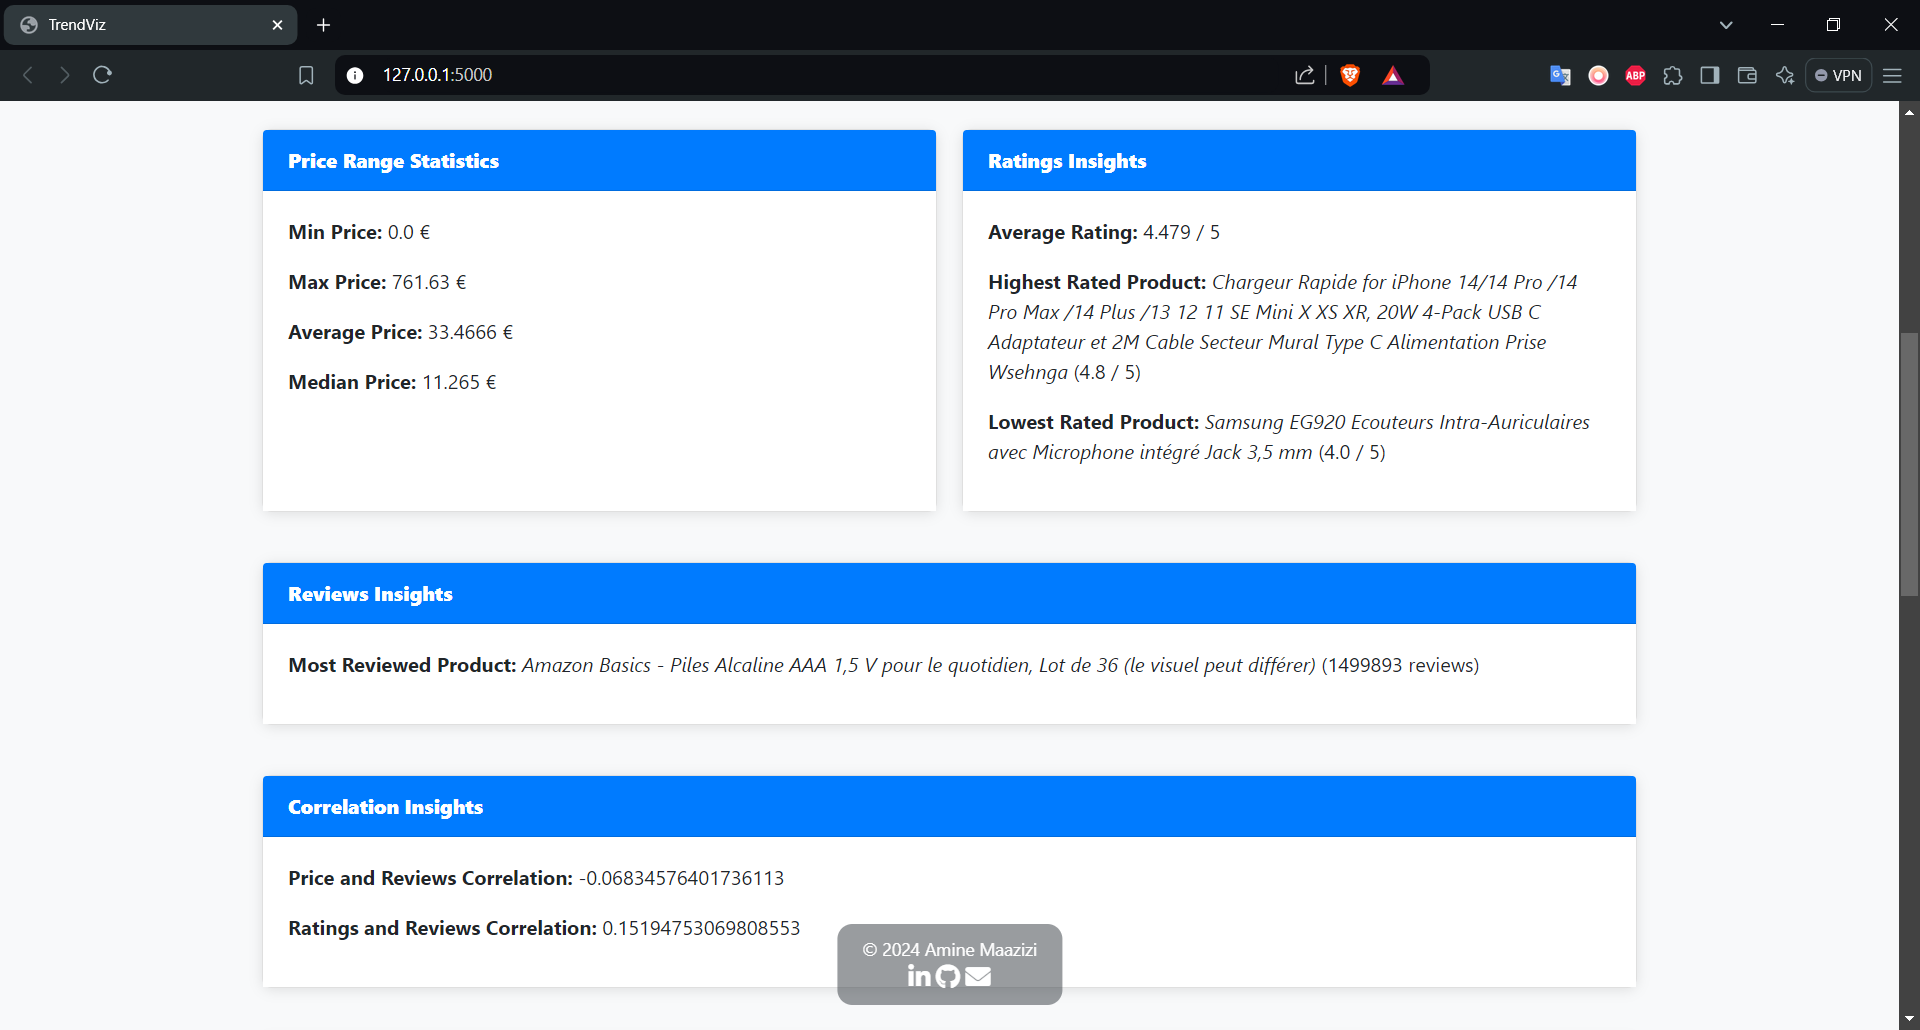 TrendViz
127.0.0.1:5000
ABP
VPN
Price Range Statistics
Min Price: 0.0 €
Max Price: 761.63 €
Average Price: 33.4666 €
Median Price: 11.265 €
Ratings Insights
Average Rating: 4.479 / 5
Highest Rated Product: Chargeur Rapide for iPhone 14/14 Pro /14
Pro Max /14 Plus /13 12 11 SE Mini X XS XR, 20W 4-Pack USB C
Adaptateur et 2M Cable Secteur Mural Type C Alimentation Prise
Wsehnga (4.8 / 5)
Lowest Rated Product: Samsung EG920 Ecouteurs Intra-Auriculaires
avec Microphone intégré Jack 3,5 mm (4.0 / 5)
Reviews Insights
Most Reviewed Product: Amazon Basics - Piles Alcaline AAA 1,5 V pour le quotidien, Lot de 36 (le visuel peut différer) (1499893 reviews)
Correlation Insights
Price and Reviews Correlation: -0.06834576401736113
Ratings and Reviews Correlation: 0.15194753069808553
© 2024 Amine Maazizi